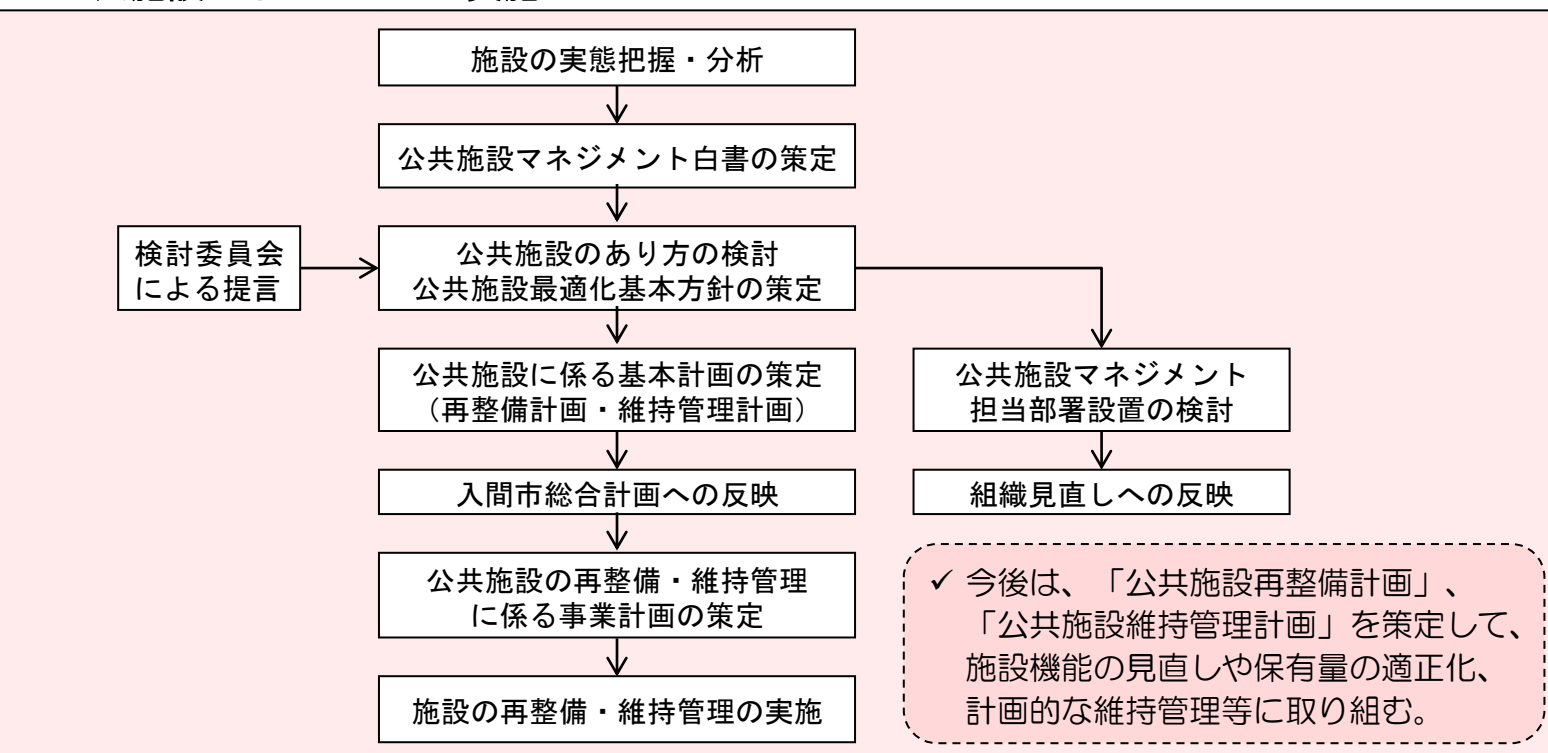 施設の実態把握・分析
公共施設マネジメント白書の策定
検討委員会
による提言
公共施設のあり方の検討
公共施設最適化基本方針の策定
公共施設に係る基本計画の策定
（再整備計画・維持管理計画）
公共施設マネジメント
担当部署設置の検討
入間市総合計画への反映
組織見直しへの反映
公共施設の再整備・維持管理
に係る事業計画の策定
施設の再整備・維持管理の実施
✓ 今後は、「公共施設再整備計画」、
「公共施設維持管理計画」を策定して、
施設機能の見直しや保有量の適正化、
計画的な維持管理等に取り組む。